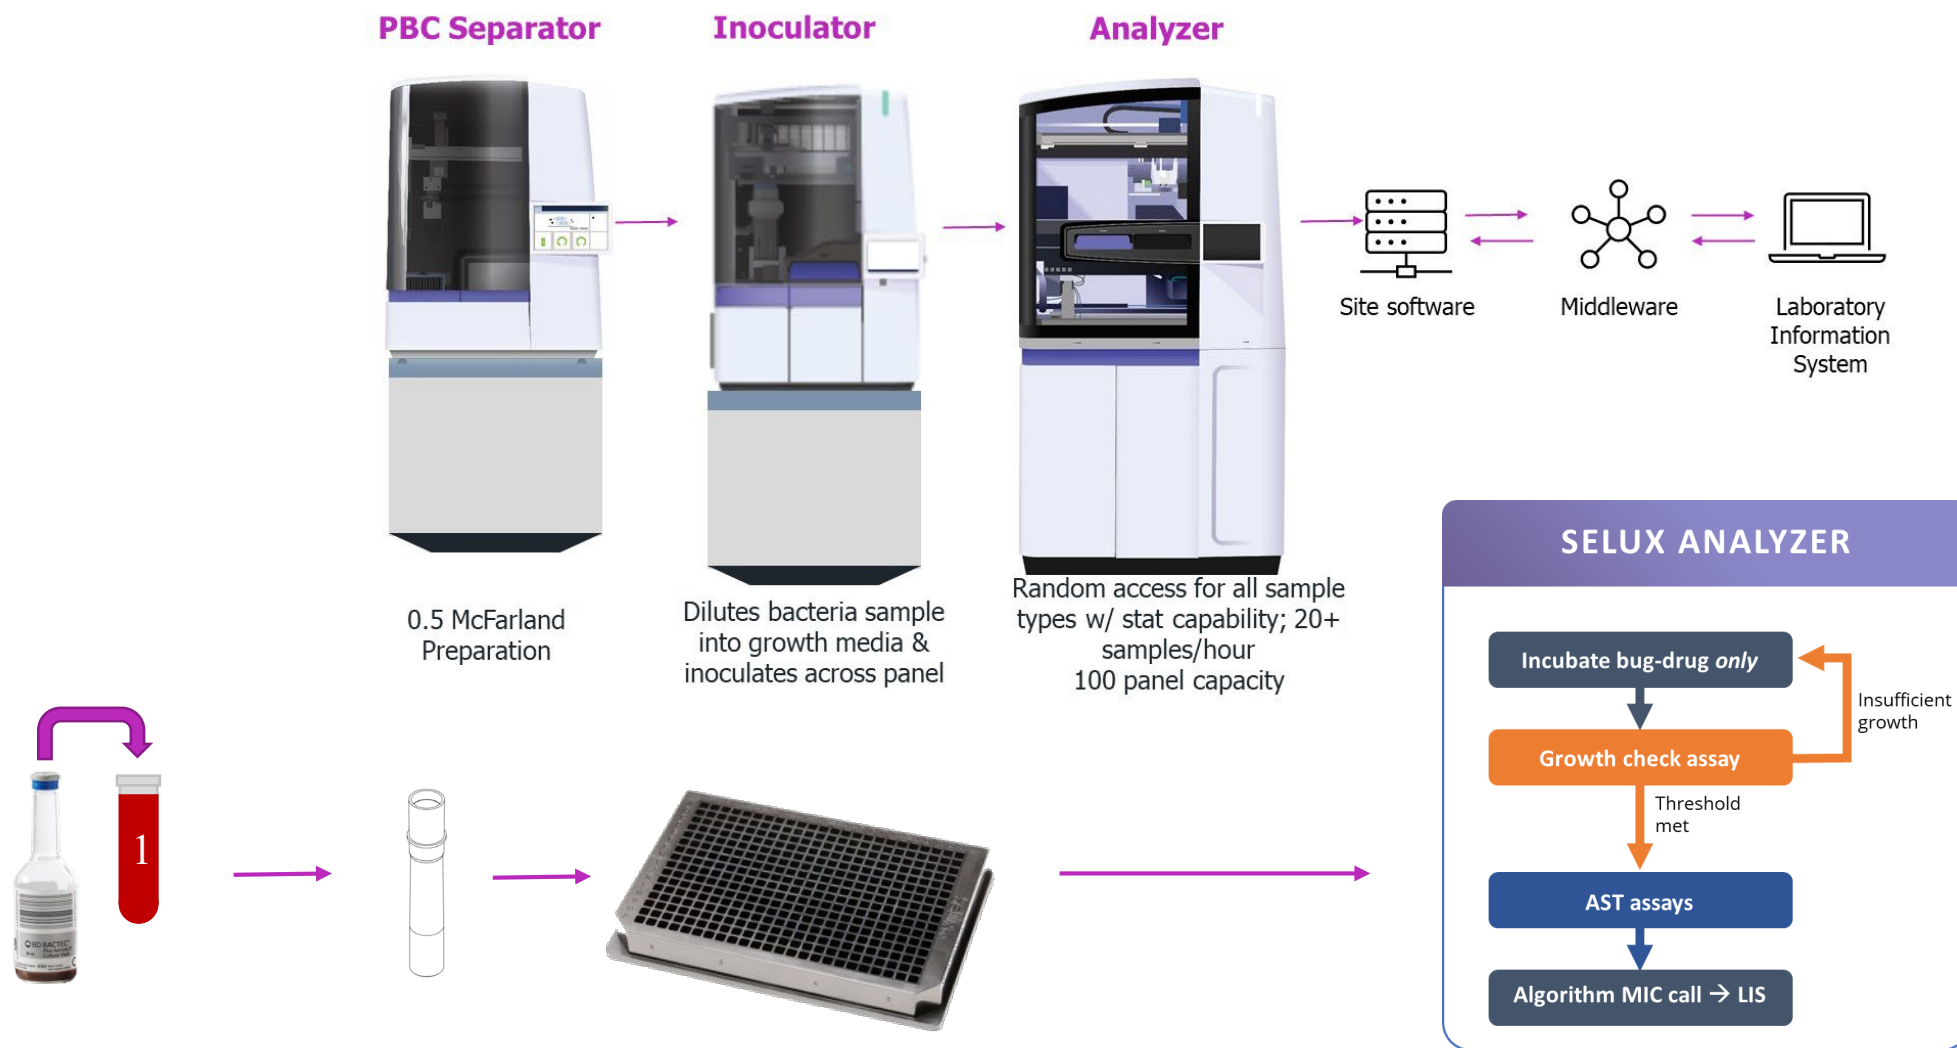 PBC Separator
Inoculator
Analyzer
Site software
Middleware
Laboratory
Information
System
0.5 McFarland
Preparation
Dilutes bacteria sample
into growth media &
inoculates across panel
Random access for all sample
types w/ stat capability; 20+
samples/hour
100 panel capacity
1
BD BACTEC
SELUX ANALYZER
Incubate bug-drug only
Insufficient
growth
Growth check assay
Threshold
met
AST assays
Algorithm MIC call → LIS